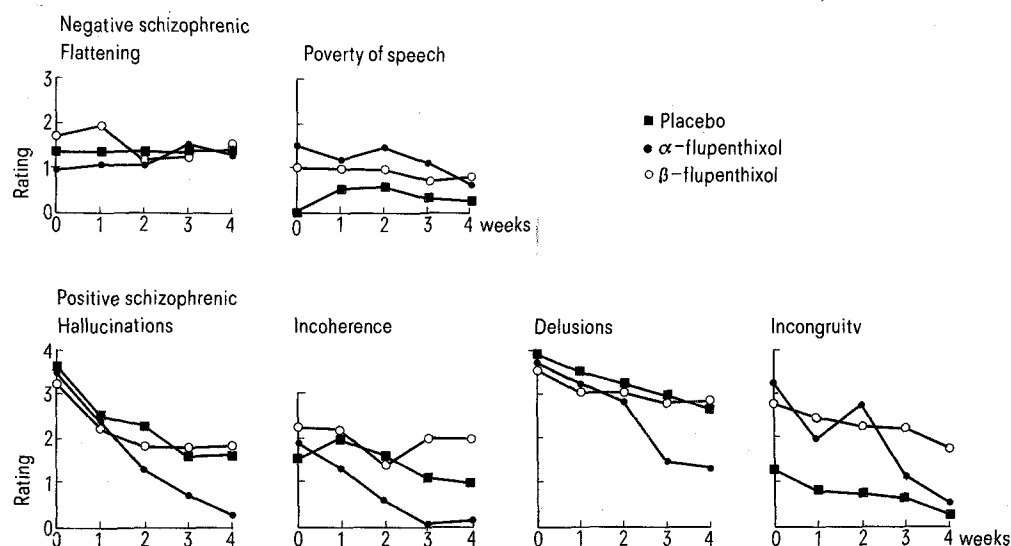 Negative schizophrenic
Flattening
Poverty of speech
3
2
1
0
Rating
0 1 2 3 4
0 1 2 3 4 weeks
Placebo
α-flupenthixol
β-flupenthixol
Positive schizophrenic
Hallucinations
Incoherence
Delusions
Incongruity
4
3
2
1
0
Rating
0 1 2 3 4
0 1 2 3 4
0 1 2 3 4
0 1 2 3 4 weeks